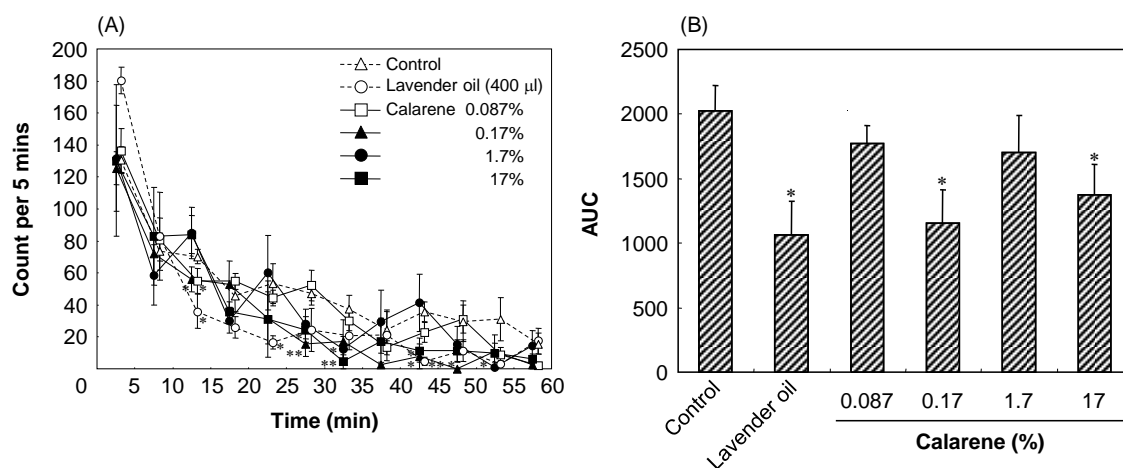 (A)
200
180
160
140
120
100
80
60
40
20
0
Count per 5 mins
Control
Lavender oil (400 μl)
Calarene 0.087%
0.17%
1.7%
17%
* *
*
* ** * ** * * * * * * *
5 10 15 20 25 30 35 40 45 50 55 60
Time (min)
(B)
2500
2000
1500
1000
500
0
AUC
* * *
Control
Lavender oil
0.087 0.17 1.7 17
Calarene (%)